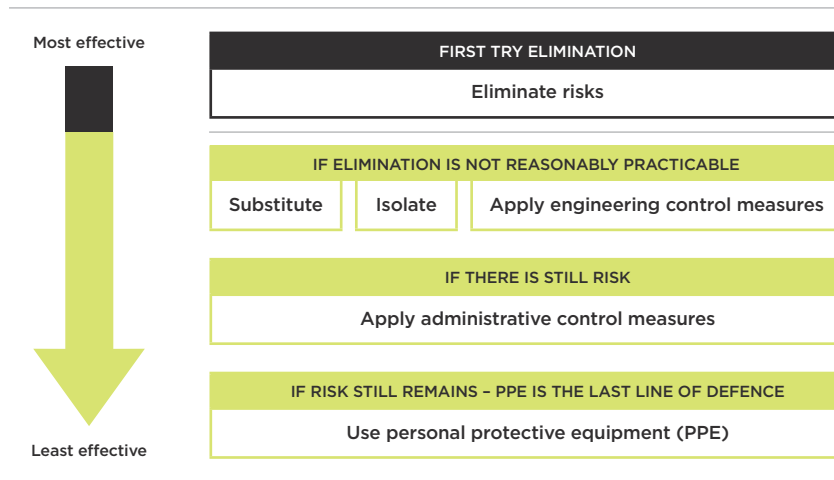 Most effective
FIRST TRY ELIMINATION
Eliminate risks
IF ELIMINATION IS NOT REASONABLY PRACTICABLE
Substitute
Isolate
Apply engineering control measures
IF THERE IS STILL RISK
Apply administrative control measures
IF RISK STILL REMAINS – PPE IS THE LAST LINE OF DEFENCE
Use personal protective equipment (PPE)
Least effective